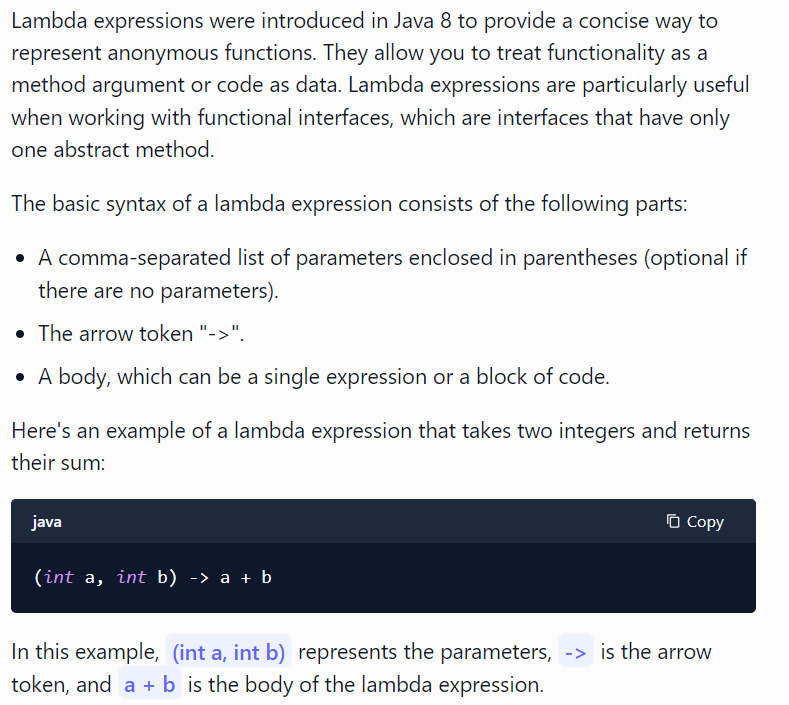 Lambda expressions were introduced in Java 8 to provide a concise way to
represent anonymous functions. They allow you to treat functionality as a
method argument or code as data. Lambda expressions are particularly useful
when working with functional interfaces, which are interfaces that have only
one abstract method.
The basic syntax of a lambda expression consists of the following parts:
• A comma-separated list of parameters enclosed in parentheses (optional if
there are no parameters).
• The arrow token "->".
• A body, which can be a single expression or a block of code.
Here's an example of a lambda expression that takes two integers and returns
their sum:
java Copy
(int a, int b) -> a + b
In this example, (int a, int b) represents the parameters, -> is the arrow
token, and a + b is the body of the lambda expression.